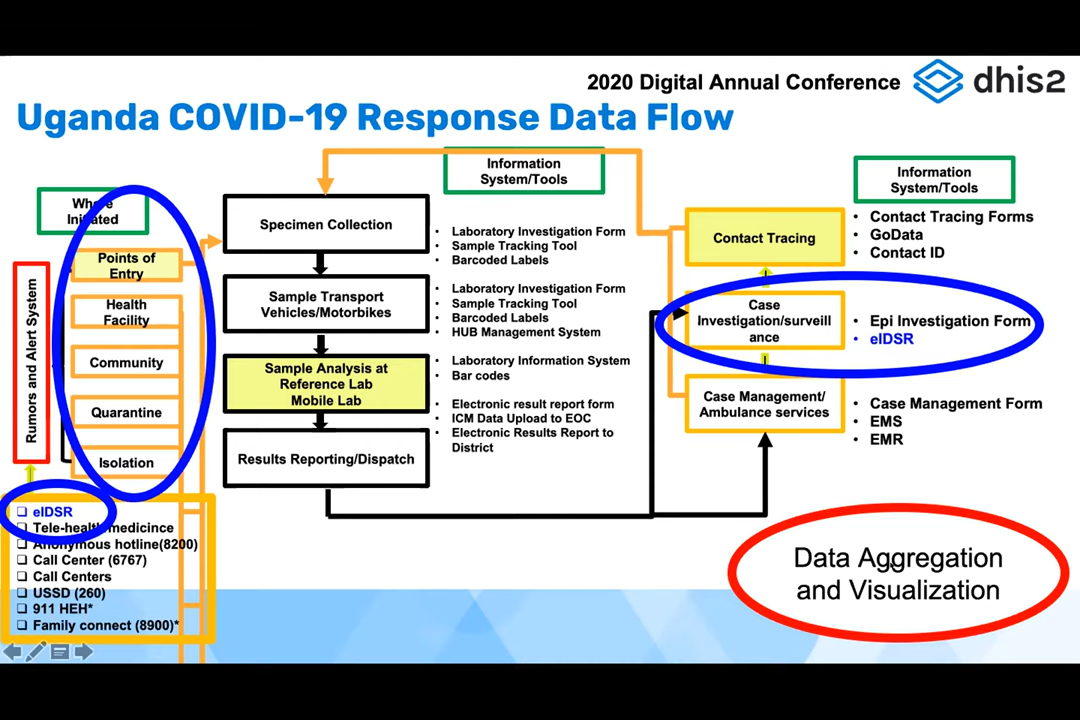 2020 Digital Annual Conference
dhis2
Uganda COVID-19 Response Data Flow
Where
Initiated
Points of
Entry
Health
Facility
Community
Quarantine
Isolation
Rumors and Alert System
❑ eIDSR
❑ Tele-health medicince
❑ Anonymous hotline(8200)
❑ Call Center (6767)
❑ Call Centers
❑ USSD (260)
❑ 911 HEH*
❑ Family connect (8900)*
Specimen Collection
Sample Transport
Vehicles/Motorbikes
Sample Analysis at
Reference Lab
Mobile Lab
Results Reporting/Dispatch
Information
System/Tools
• Laboratory Investigation Form
• Sample Tracking Tool
• Barcoded Labels
• Laboratory Investigation Form
• Sample Tracking Tool
• Barcoded Labels
• HUB Management System
• Laboratory Information System
• Bar codes
• Electronic result report form
• ICM Data Upload to EOC
• Electronic Results Report to
District
Contact Tracing
Case
Investigation/surveill
ance
Case Management/
Ambulance services
Information
System/Tools
• Contact Tracing Forms
• GoData
• Contact ID
• Epi Investigation Form
• eIDSR
• Case Management Form
• EMS
• EMR
Data Aggregation
and Visualization